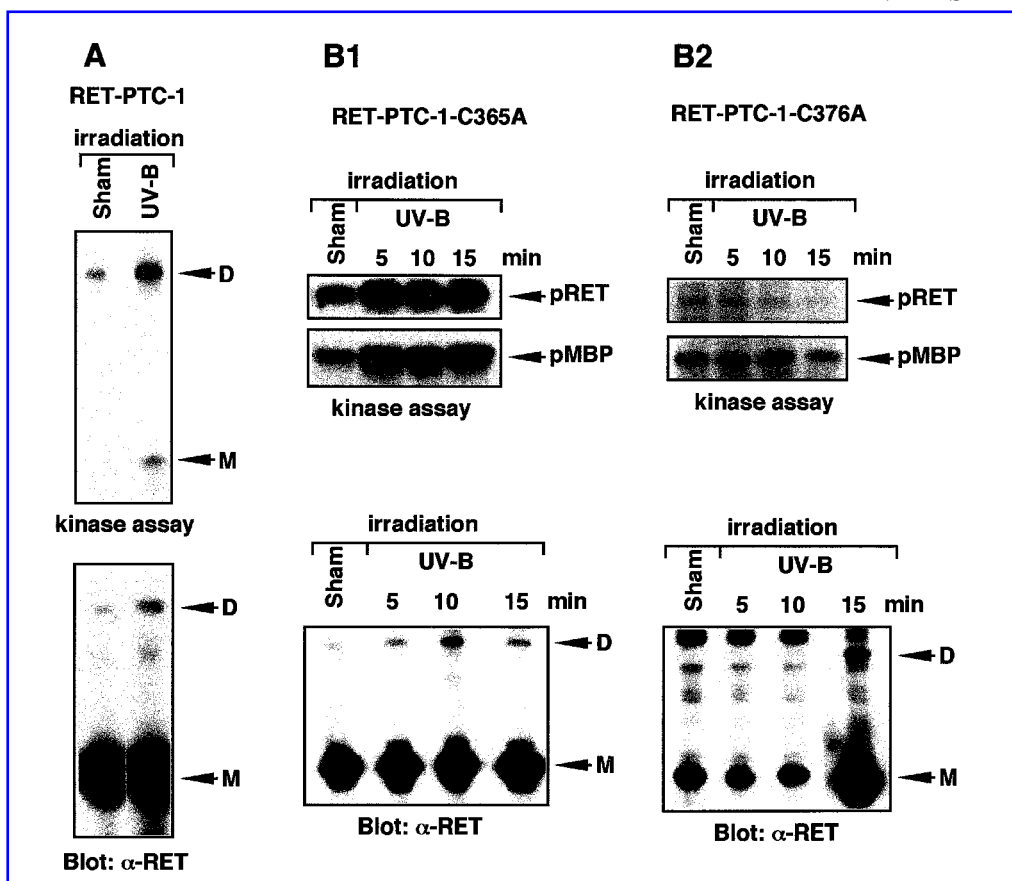 A
RET-PTC-1
irradiation
Sham
UV-B
D
M
kinase assay
D
M
Blot: α-RET
B1
RET-PTC-1-C365A
irradiation
Sham
UV-B
5 10 15 min
pRET
pMBP
kinase assay
irradiation
Sham
UV-B
5 10 15 min
D
M
Blot: α-RET
B2
RET-PTC-1-C376A
irradiation
Sham
UV-B
5 10 15 min
pRET
pMBP
kinase assay
irradiation
Sham
UV-B
5 10 15 min
D
M
Blot: α-RET